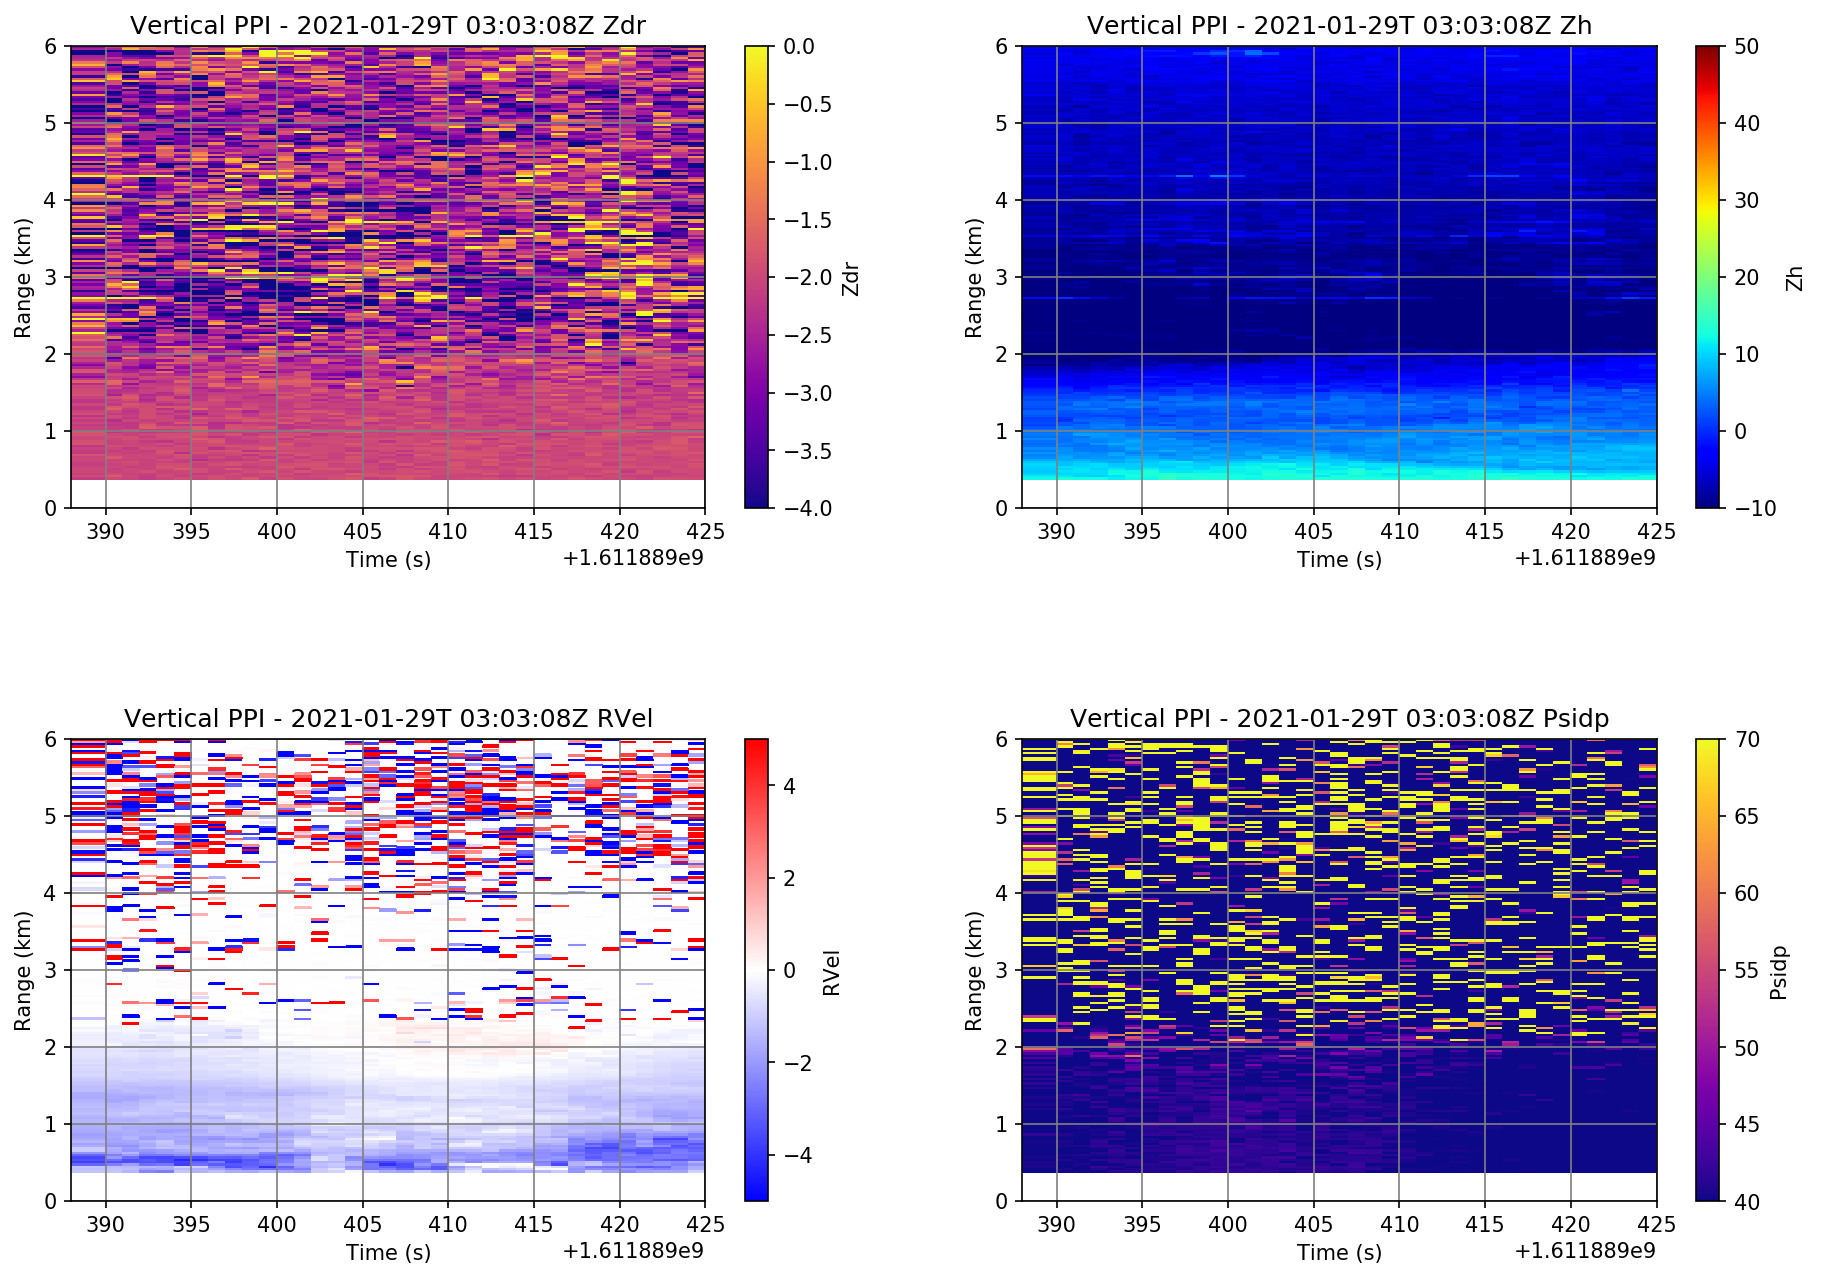 Vertical PPI - 2021-01-29T 03:03:08Z Zdr
6
5
4
3
2
1
0
Range (km)
390 395 400 405 410 415 420 425
Time (s)
+1.611889e9
0.0
−0.5
−1.0
−1.5
−2.0
−2.5
−3.0
−3.5
−4.0
Zdr
Vertical PPI - 2021-01-29T 03:03:08Z Zh
6
5
4
3
2
1
0
Range (km)
390 395 400 405 410 415 420 425
Time (s)
+1.611889e9
50
40
30
20
10
0
−10
Zh
Vertical PPI - 2021-01-29T 03:03:08Z RVel
6
5
4
3
2
1
0
Range (km)
390 395 400 405 410 415 420 425
Time (s)
+1.611889e9
4
2
0
−2
−4
RVel
Vertical PPI - 2021-01-29T 03:03:08Z Psidp
6
5
4
3
2
1
0
Range (km)
390 395 400 405 410 415 420 425
Time (s)
+1.611889e9
70
65
60
55
50
45
40
Psidp